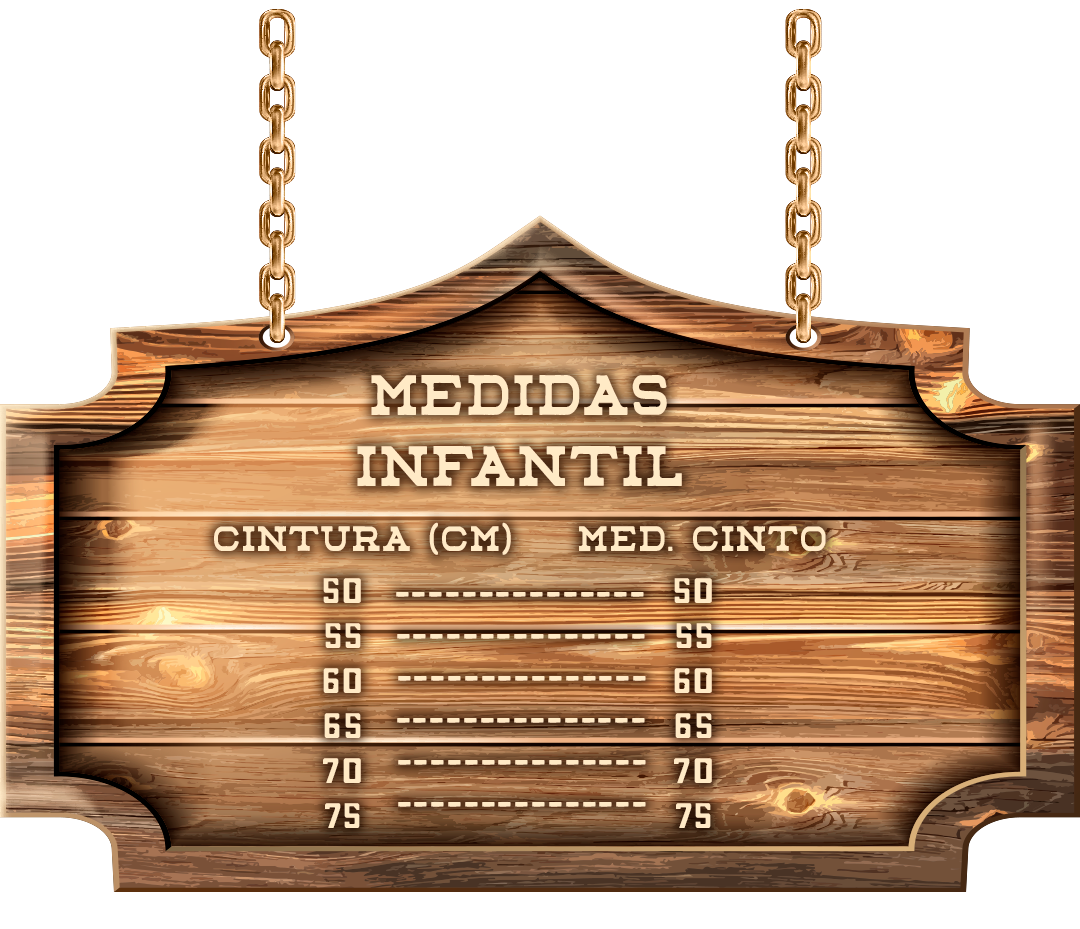 MEDIDAS
INFANTIL
CINTURA (CM) MED. CINTO
50 --------------- 50
55 --------------- 55
60 --------------- 60
65 --------------- 65
70 --------------- 70
75 --------------- 75